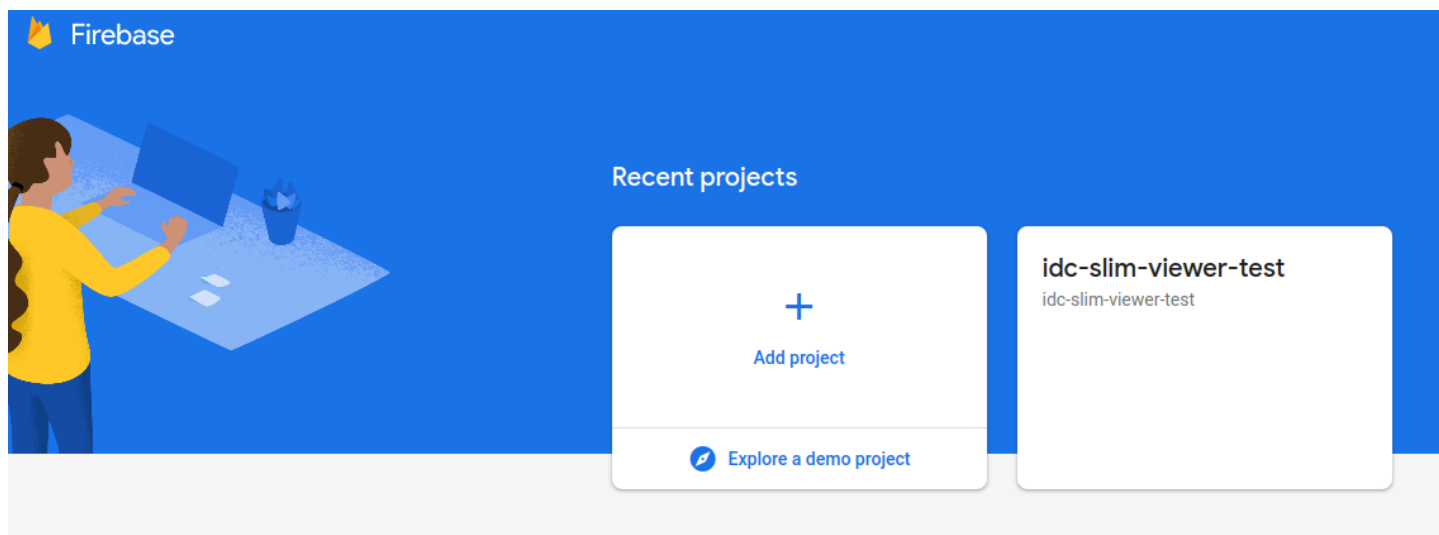 Firebase
Recent projects
Add project
Explore a demo project
idc-slim-viewer-test
idc-slim-viewer-test